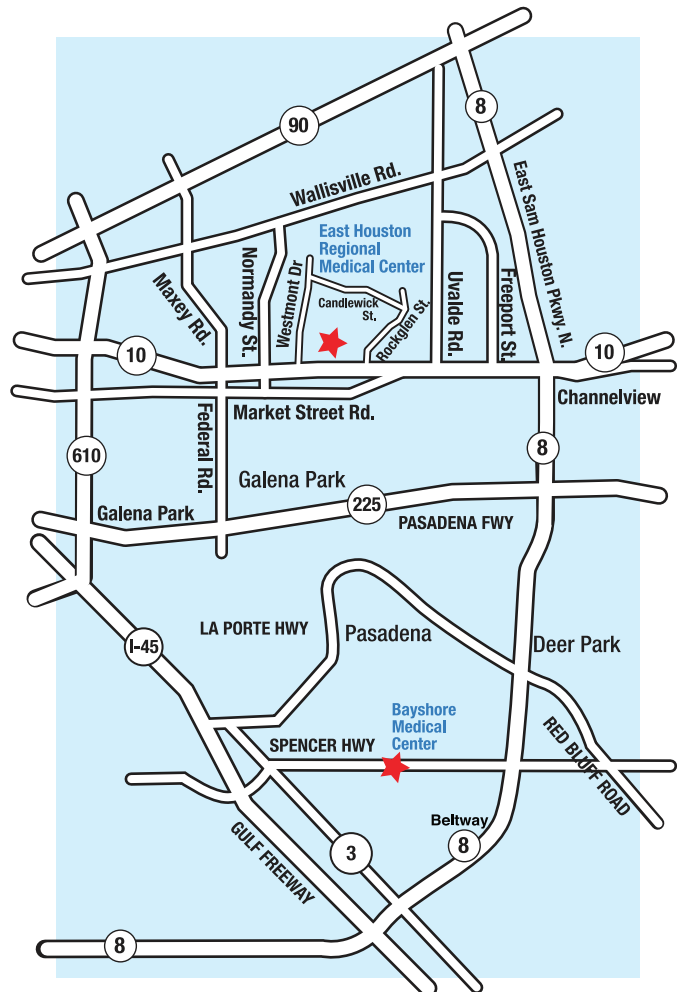 90
8
Wallisville Rd.
East Sam Houston Pkwy. N.
East Houston
Regional
Medical Center
Maxey Rd.
Normandy St.
Westmont Dr
Candlewick
St.
Rockglen St.
Uvalde Rd.
Freeport St.
10
10
Channelview
Market Street Rd.
Federal Rd.
610
8
Galena Park
225
Galena Park
PASADENA FWY
LA PORTE HWY
Pasadena
Deer Park
I-45
Bayshore
Medical
Center
SPENCER HWY
RED BLUFF ROAD
Beltway
8
GULF FREEWAY
3
8